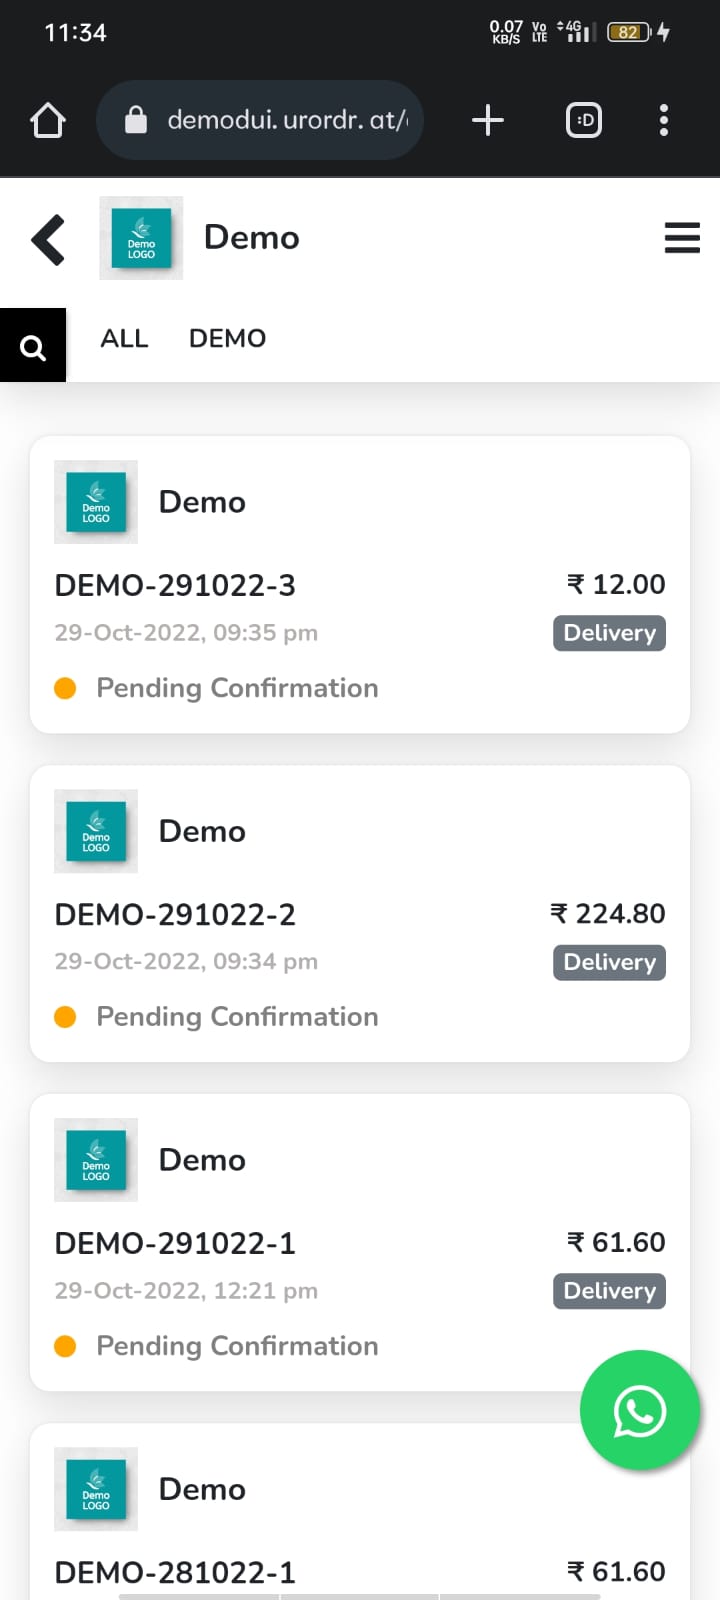 11:34
0.07 KB/S Vo LTE 4G 82
demodui.urordr.at/
:D
Demo LOGO
Demo
ALL DEMO
Demo LOGO
Demo
DEMO-291022-3 ₹ 12.00
29-Oct-2022, 09:35 pm Delivery
Pending Confirmation
Demo LOGO
Demo
DEMO-291022-2 ₹ 224.80
29-Oct-2022, 09:34 pm Delivery
Pending Confirmation
Demo LOGO
Demo
DEMO-291022-1 ₹ 61.60
29-Oct-2022, 12:21 pm Delivery
Pending Confirmation
Demo LOGO
Demo
DEMO-281022-1 ₹ 61.60